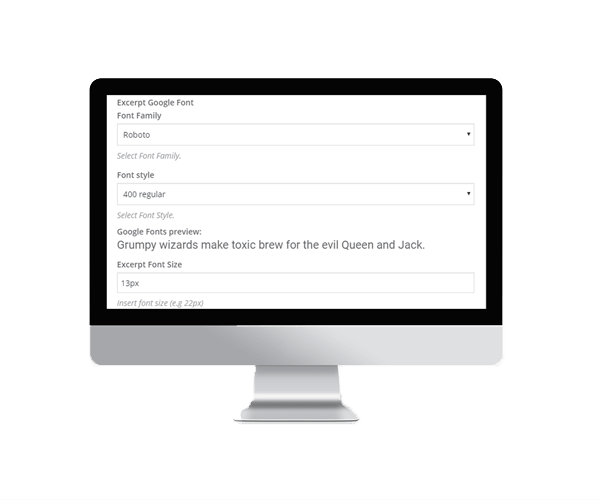 Excerpt Google Font
Font Family
Roboto
Select Font Family.
Font style
400 regular
Select Font Style.
Google Fonts preview:
Grumpy wizards make toxic brew for the evil Queen and Jack.
Excerpt Font Size
13px
Insert font size (e.g 22px)